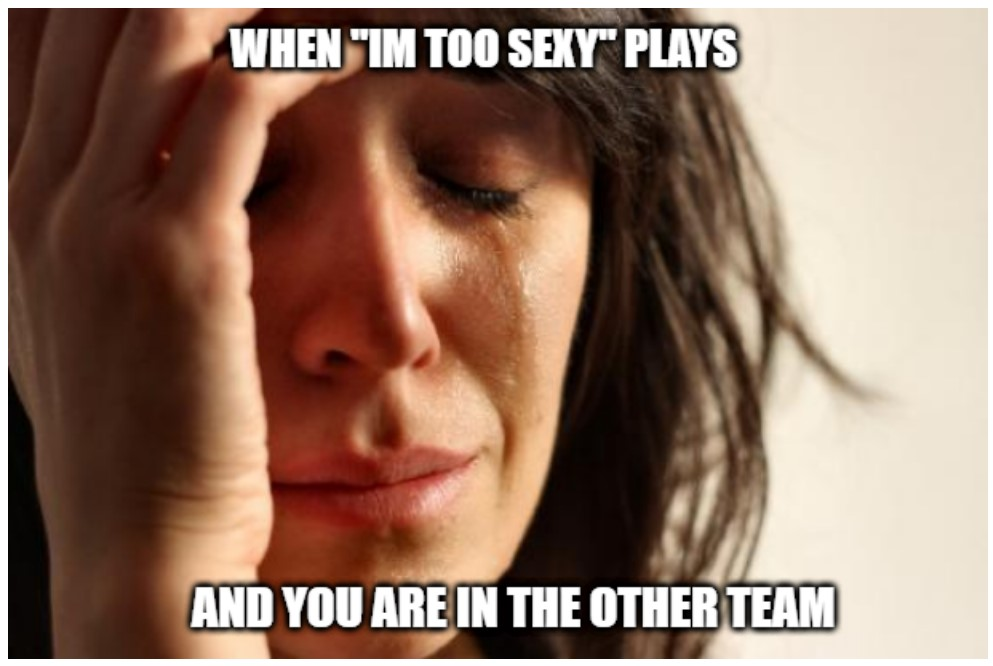 WHEN "IM TOO SEXY" PLAYS
AND YOU ARE IN THE OTHER TEAM